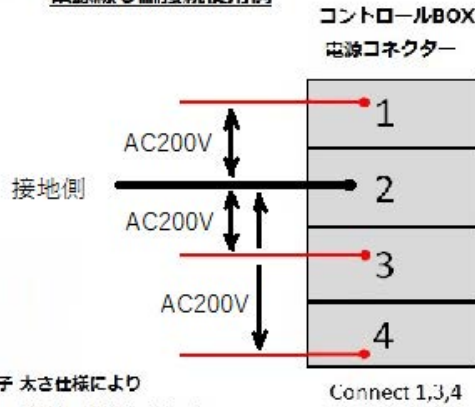 コントロールBOX
電源コネクター
1
AC200V
接地側
2
AC200V
3
AC200V
4
子 太さ仕様により
Connect 1,3,4